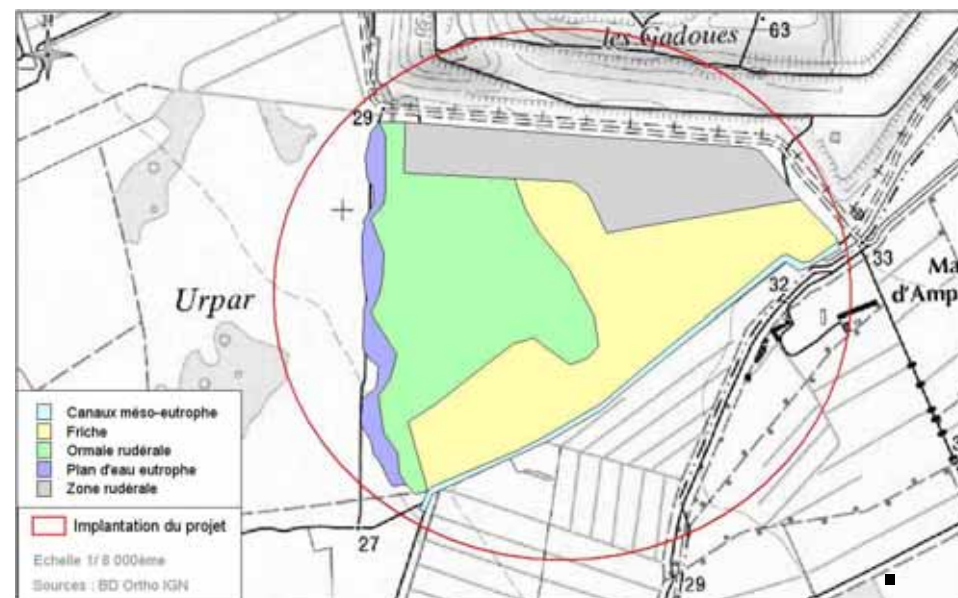 les Gadoues
63
29
33
32
Ma
d'Amp
Urpar
Canaux méso-eutrophe
Friche
Ormale rudérale
Plan d'eau eutrophe
Zone rudérale
Implantation du projet
27
Echelle 1/ 8 000ème
Sources : BD Ortho IGN
29